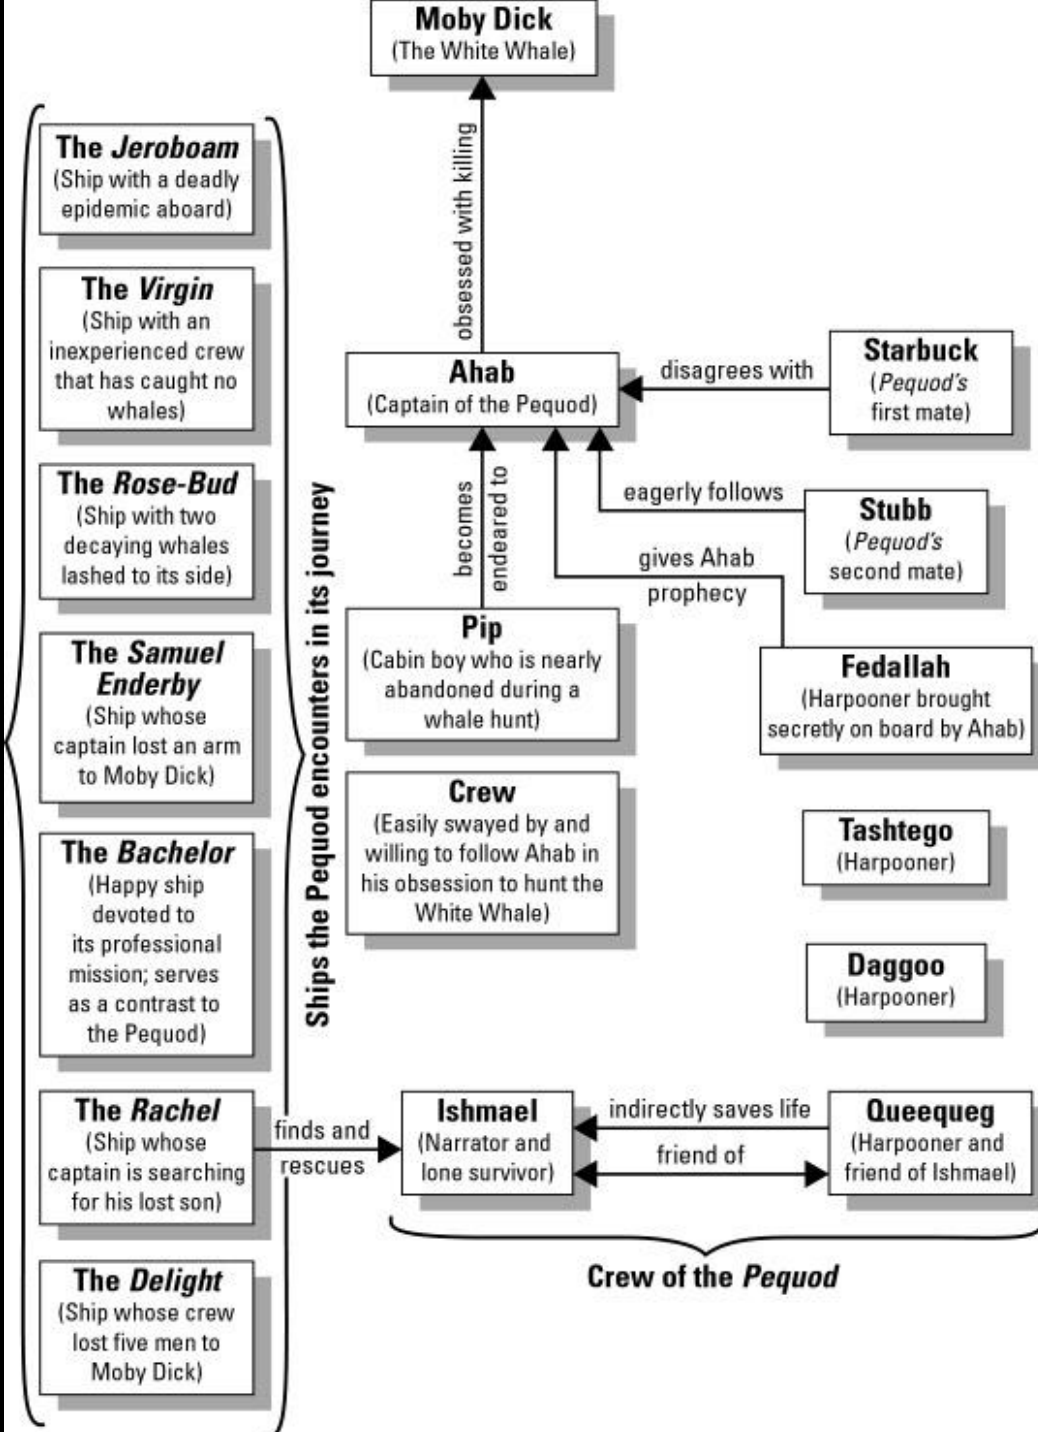 Moby Dick
(The White Whale)
obsessed with killing
The Jeroboam
(Ship with a deadly
epidemic aboard)
The Virgin
(Ship with an
inexperienced crew
that has caught no
whales)
The Rose-Bud
(Ship with two
decaying whales
lashed to its side)
The Samuel
Enderby
(Ship whose
captain lost an arm
to Moby Dick)
The Bachelor
(Happy ship
devoted to
its professional
mission; serves
as a contrast to
the Pequod)
The Rachel
(Ship whose
captain is searching
for his lost son)
The Delight
(Ship whose crew
lost five men to
Moby Dick)
Ships the Pequod encounters in its journey
finds and
rescues
Ahab
(Captain of the Pequod)
disagrees with
Starbuck
(Pequod's
first mate)
eagerly follows
Stubb
(Pequod's
second mate)
gives Ahab
prophecy
Fedallah
(Harpooner brought
secretly on board by Ahab)
becomes
endeared to
Pip
(Cabin boy who is nearly
abandoned during a
whale hunt)
Crew
(Easily swayed by and
willing to follow Ahab in
his obsession to hunt the
White Whale)
Tashtego
(Harpooner)
Daggoo
(Harpooner)
Ishmael
(Narrator and
lone survivor)
indirectly saves life
friend of
Queequeg
(Harpooner and
friend of Ishmael)
Crew of the Pequod